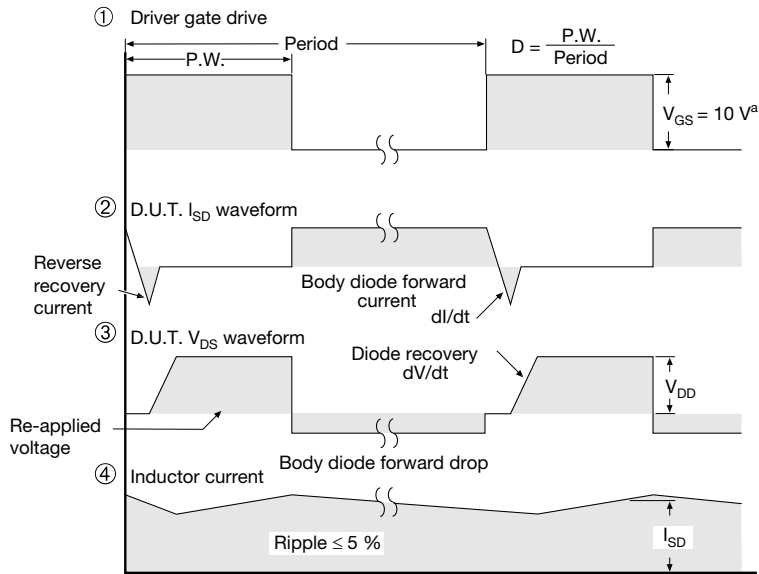 ① Driver gate drive
Period
P.W.
D = P.W. / Period
V_GS = 10 V^a
② D.U.T. I_SD waveform
Reverse
recovery
current
Body diode forward
current
dI/dt
③ D.U.T. V_DS waveform
Diode recovery
dV/dt
V_DD
Re-applied
voltage
Body diode forward drop
④ Inductor current
Ripple ≤ 5 %
I_SD